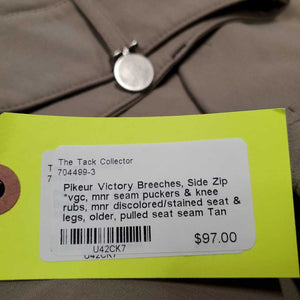 The Tack Collector
704499-3
Pikeur Victory Breeches, Side Zip
*vgc, mnr seam puckers & knee
rubs, mnr discolored/stained seat &
legs, older, pulled seat seam Tan
U42CK7
$97.00
T
7
U42CK7